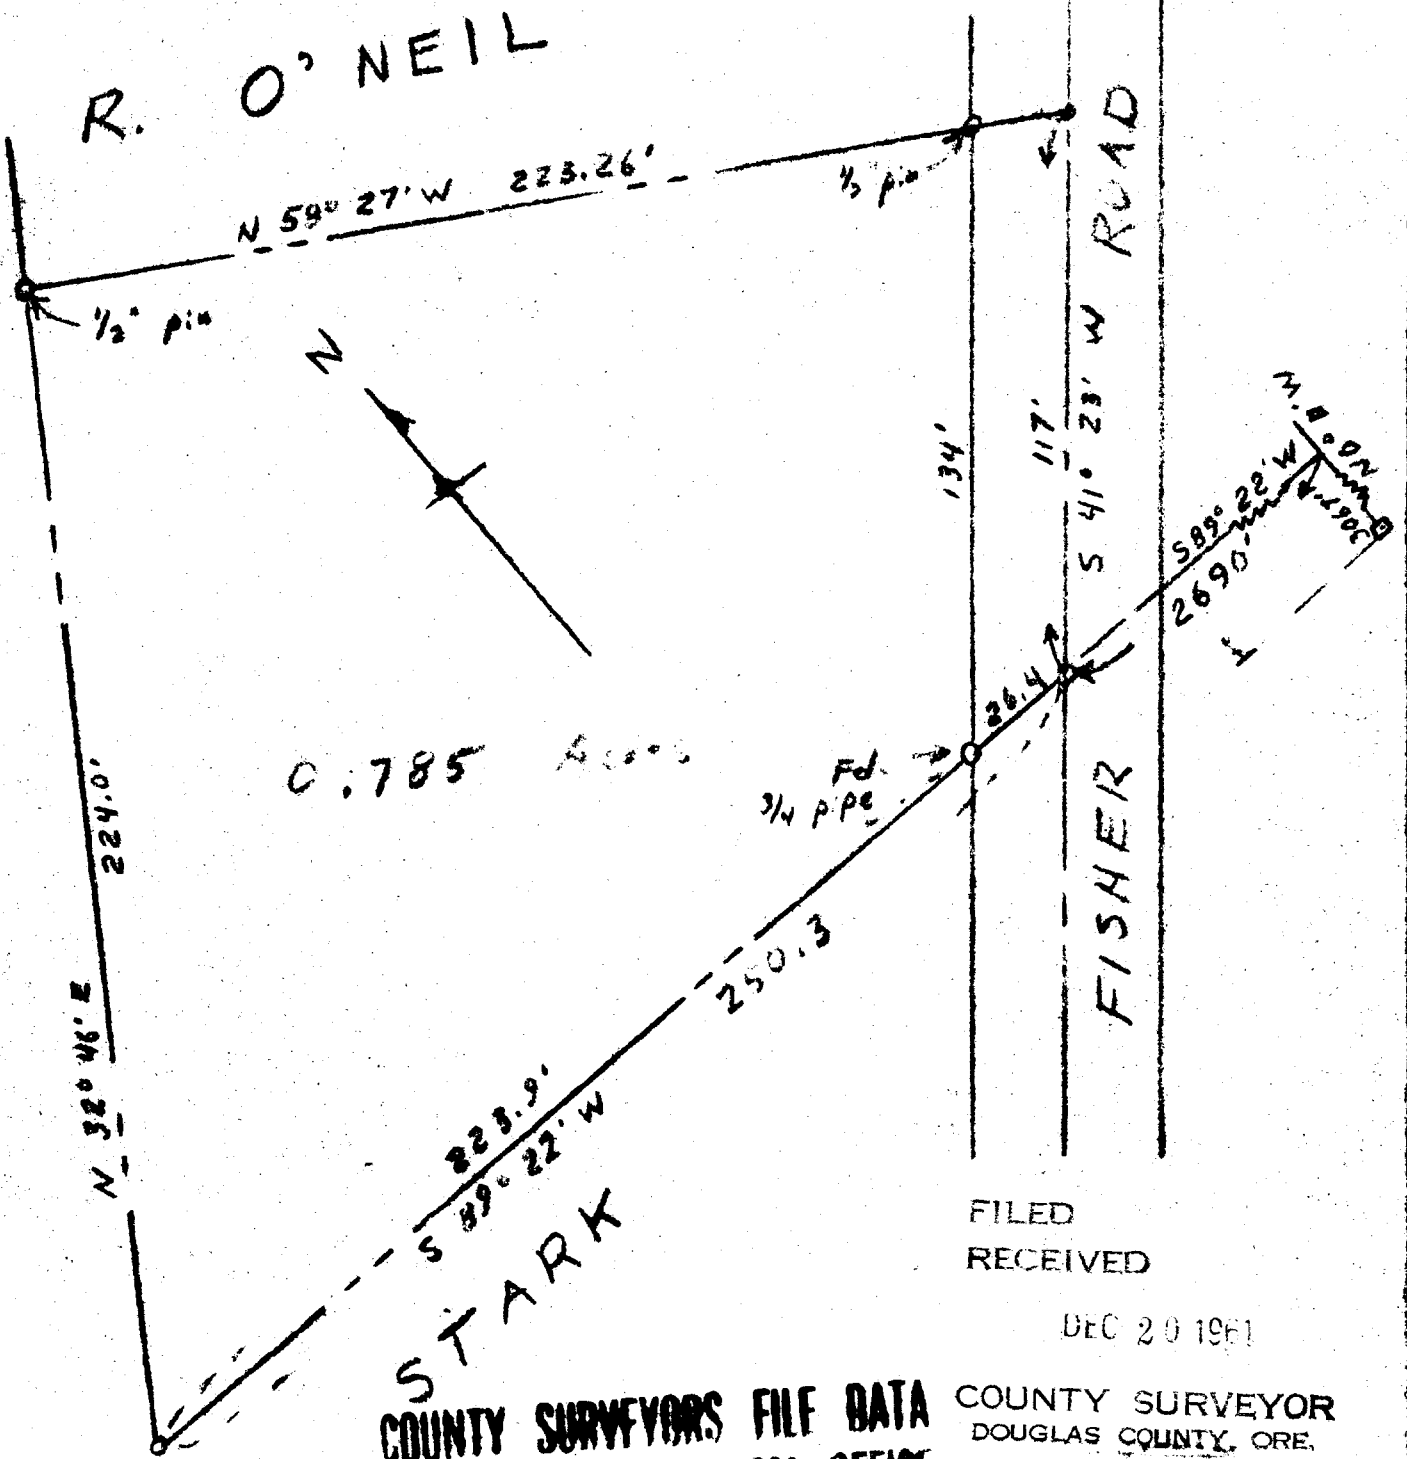 R. O'NEIL
N 59° 27' W 223.26'
1/2 pin
1/2" pin
N
ROAD
S 41° 23' W
117'
134'
S 89° 22' W
2690'
26.4
0.785 Acres
Fd.
3/4 pipe
FISHER
224.0'
N 32° 46' E
250.3
223.9'
S 89° 22' W
STARK
FILED
RECEIVED
DEC 20 1961
COUNTY SURVEYOR
DOUGLAS COUNTY, ORE.
COUNTY SURVEYORS FILE DATA